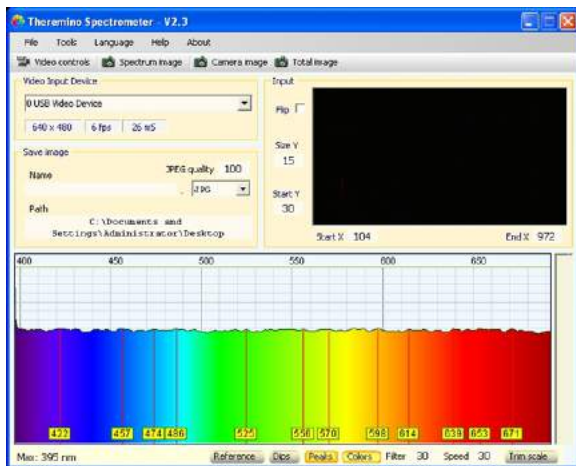 Theremino Spectrometer - V2.3
File Tools Language Help About
Video controls Spectrum image Camera image Total image
Video Input Device
0 USB Video Device
640 x 480 6 fps 26 mS
Save image
Name JPEG quality 100
. JPG
Path
C:\Documents and
Settings\Administrator\Desktop
Input
Flip
Size Y
15
Start Y
30
Start X 104 End X 972
400 450 500 550 600 650
422 457 474 486 525 556 570 598 614 639 653 671
Max: 395 nm Reference Dips Peaks Colors Filter 30 Speed 30 Trim scale